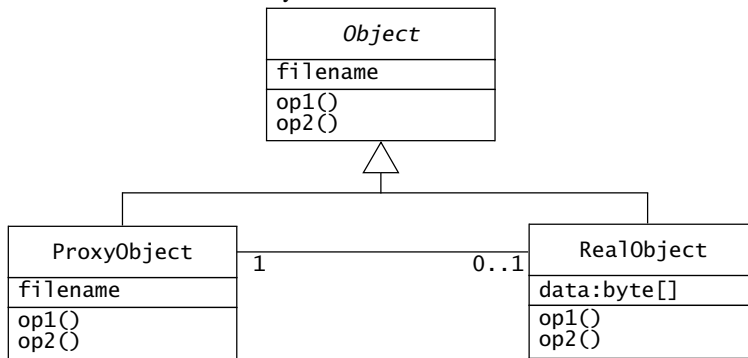 Object
filename
op1()
op2()
ProxyObject
filename
op1()
op2()
1
0..1
RealObject
data:byte[]
op1()
op2()